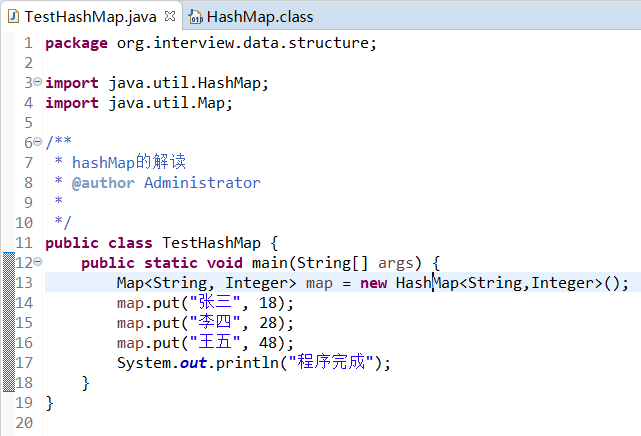 TestHashMap.java HashMap.class
1 package org.interview.data.structure;
2
3 import java.util.HashMap;
4 import java.util.Map;
5
6 /**
7  * hashMap的解读
8  * @author Administrator
9  *
10  */
11 public class TestHashMap {
12     public static void main(String[] args) {
13         Map<String, Integer> map = new HashMap<String,Integer>();
14         map.put("张三", 18);
15         map.put("李四", 28);
16         map.put("王五", 48);
17         System.out.println("程序完成");
18     }
19 }
20